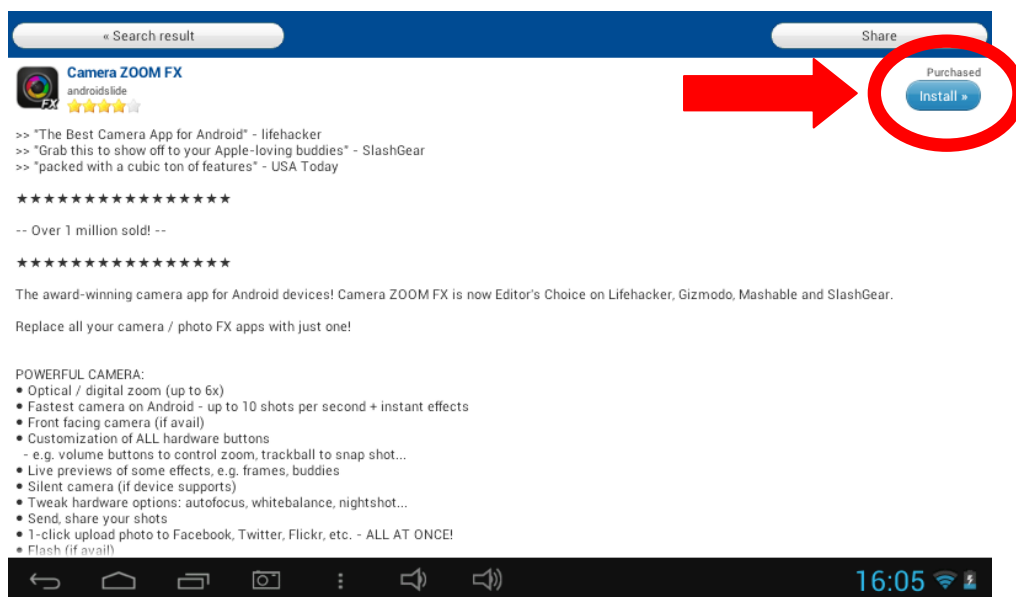 « Search result
Share
Camera ZOOM FX
androidslide
FX
Purchased
Install »
>> "The Best Camera App for Android" - lifehacker
>> "Grab this to show off to your Apple-loving buddies" - SlashGear
>> "packed with a cubic ton of features" - USA Today
★★★★★★★★★★★★★★★★
-- Over 1 million sold! --
★★★★★★★★★★★★★★★★
The award-winning camera app for Android devices! Camera ZOOM FX is now Editor's Choice on Lifehacker, Gizmodo, Mashable and SlashGear.
Replace all your camera / photo FX apps with just one!
POWERFUL CAMERA:
• Optical / digital zoom (up to 6x)
• Fastest camera on Android - up to 10 shots per second + instant effects
• Front facing camera (if avail)
• Customization of ALL hardware buttons
- e.g. volume buttons to control zoom, trackball to snap shot...
• Live previews of some effects, e.g. frames, buddies
• Silent camera (if device supports)
• Tweak hardware options: autofocus, whitebalance, nightshot...
• Send, share your shots
• 1-click upload photo to Facebook, Twitter, Flickr, etc. - ALL AT ONCE!
• Flash (if avail)
16:05